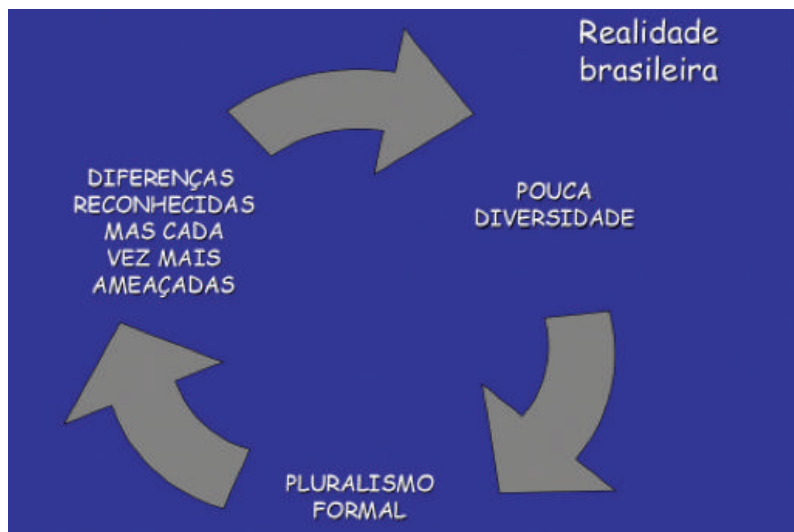 Realidade
brasileira
DIFERENÇAS
RECONHECIDAS
MAS CADA
VEZ MAIS
AMEAÇADAS
POUCA
DIVERSIDADE
PLURALISMO
FORMAL